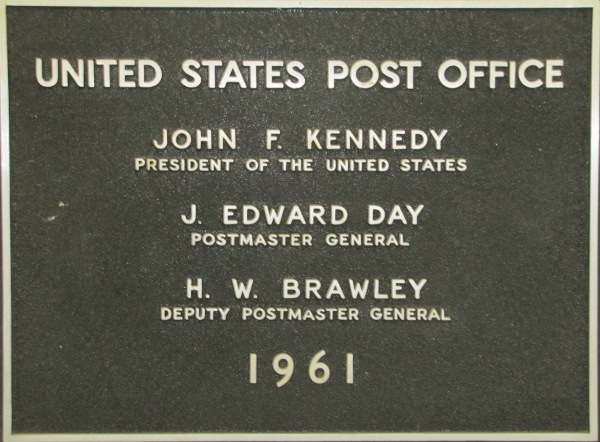 UNITED STATES POST OFFICE
JOHN F. KENNEDY
PRESIDENT OF THE UNITED STATES
J. EDWARD DAY
POSTMASTER GENERAL
H. W. BRAWLEY
DEPUTY POSTMASTER GENERAL
1961